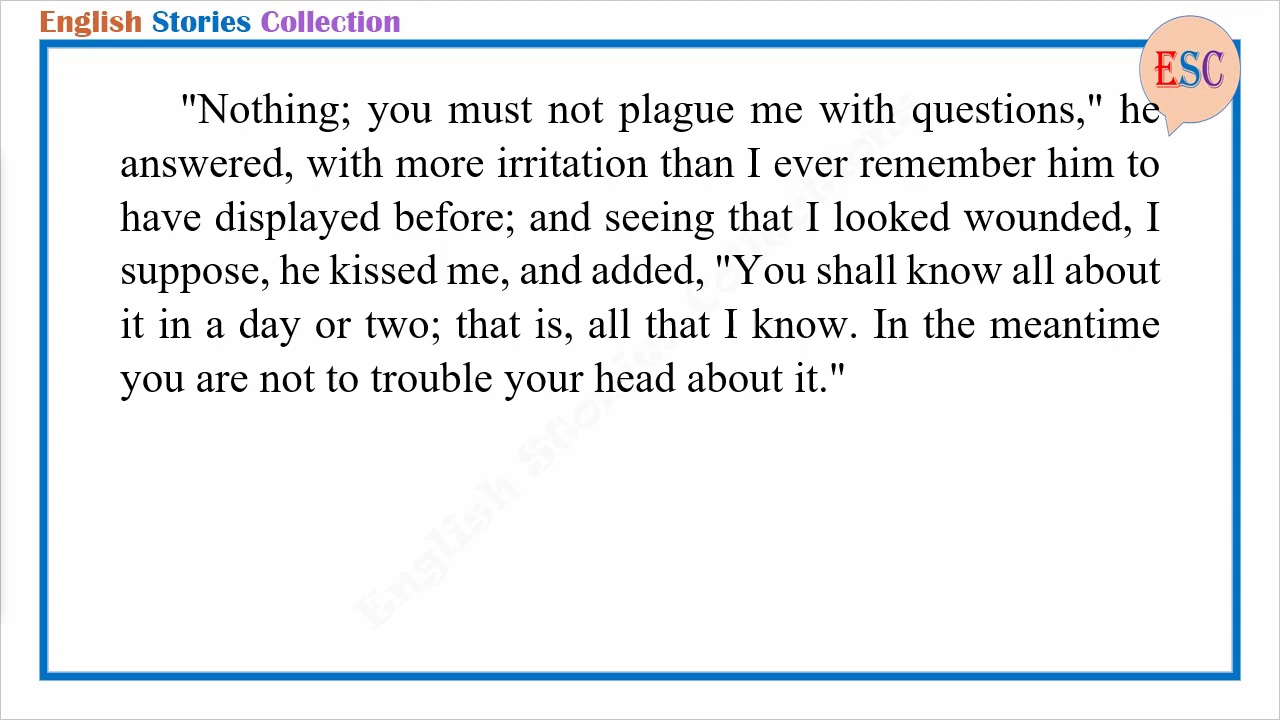 English Stories Collection
ESC
"Nothing; you must not plague me with questions," he
answered, with more irritation than I ever remember him to
have displayed before; and seeing that I looked wounded, I
suppose, he kissed me, and added, "You shall know all about
it in a day or two; that is, all that I know. In the meantime
you are not to trouble your head about it."
English Stories Collections